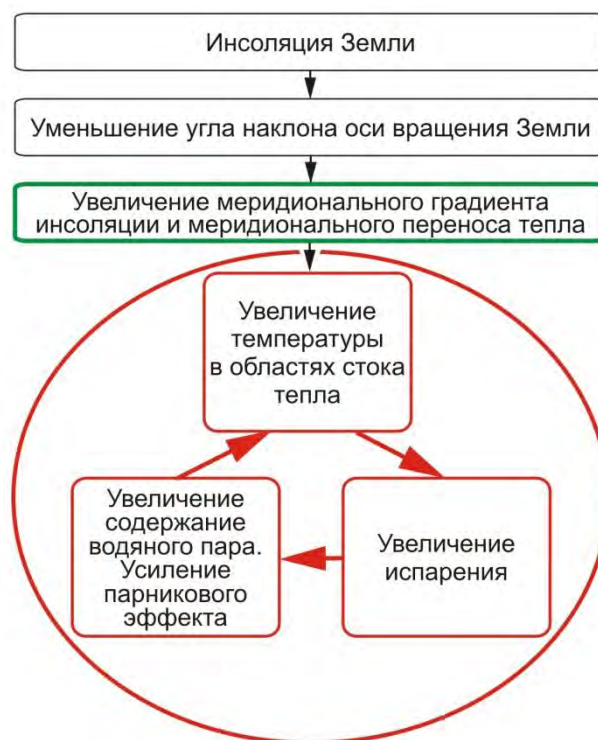 Инсоляция Земли
Уменьшение угла наклона оси вращения Земли
Увеличение меридионального градиента
инсоляции и меридионального переноса тепла
Увеличение
температуры
в областях стока
тепла
Увеличение
содержание
водяного пара.
Усиление
парникового
эффекта
Увеличение
испарения